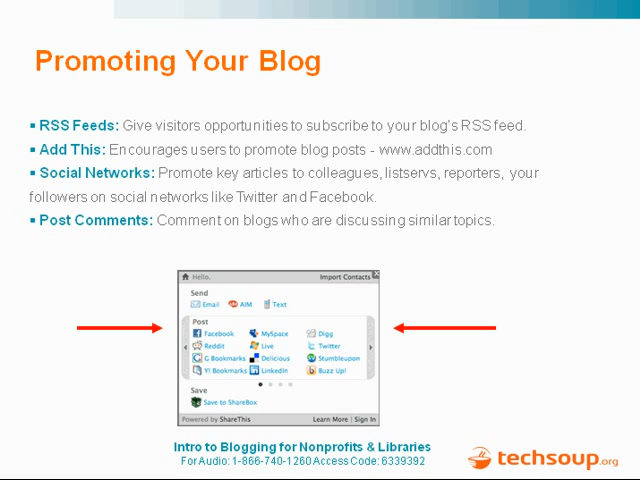 Promoting Your Blog
▪ RSS Feeds: Give visitors opportunities to subscribe to your blog's RSS feed.
▪ Add This: Encourages users to promote blog posts - www.addthis.com
▪ Social Networks: Promote key articles to colleagues, listservs, reporters, your
followers on social networks like Twitter and Facebook.
▪ Post Comments: Comment on blogs who are discussing similar topics.
Hello. Import Contacts
Send
Email AIM Text
Post
Facebook MySpace Digg
Reddit Live Twitter
G Bookmarks Delicious Stumbleupon
Y! Bookmarks LinkedIn Buzz Up!
Save
Save to ShareBox
Powered by ShareThis Learn More | Sign In
Intro to Blogging for Nonprofits & Libraries
For Audio: 1-866-740-1260 Access Code: 6339392
techsoup.org